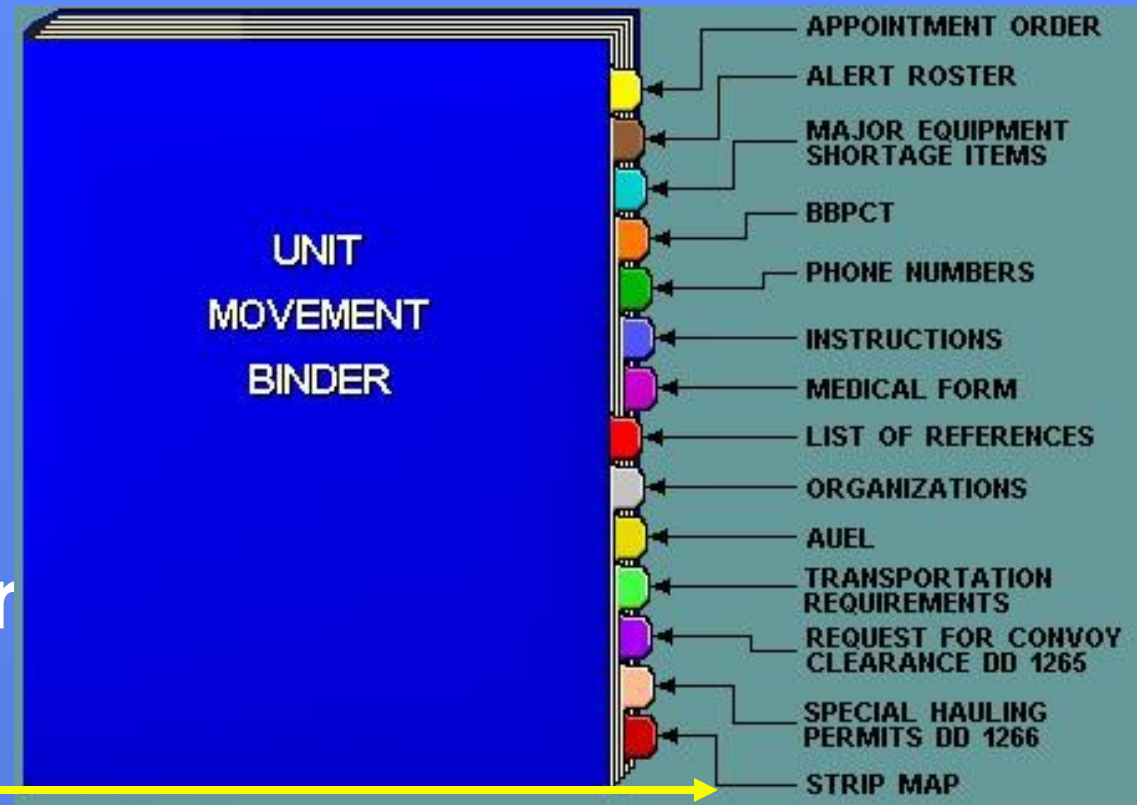 UNIT
MOVEMENT
BINDER
APPOINTMENT ORDER
ALERT ROSTER
MAJOR EQUIPMENT
SHORTAGE ITEMS
BBPCT
PHONE NUMBERS
INSTRUCTIONS
MEDICAL FORM
LIST OF REFERENCES
ORGANIZATIONS
AUEL
TRANSPORTATION
REQUIREMENTS
REQUEST FOR CONVOY
CLEARANCE DD 1265
SPECIAL HAULING
PERMITS DD 1266
STRIP MAP